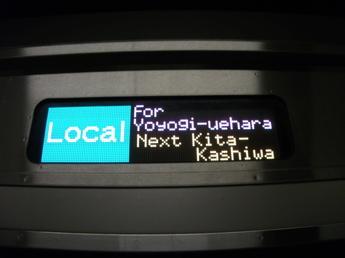 Local
For
Yoyogi-uehara
Next Kita-
Kashiwa